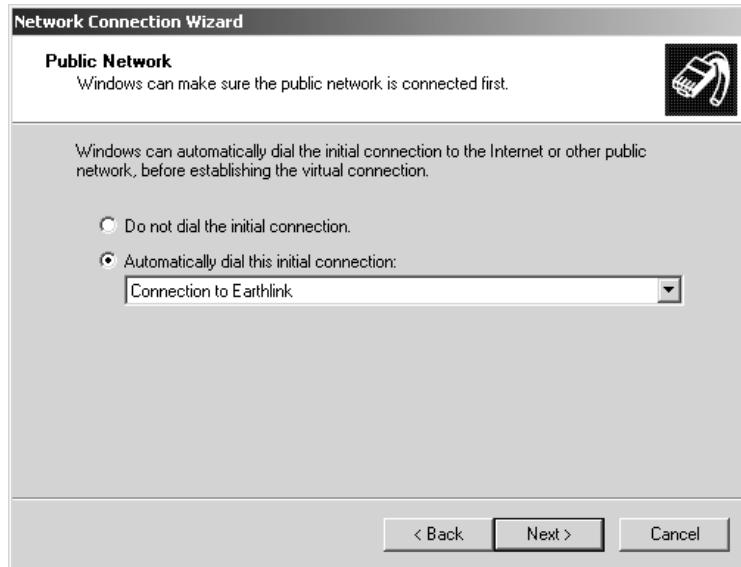 Network Connection Wizard
Public Network
Windows can make sure the public network is connected first.
Windows can automatically dial the initial connection to the Internet or other public
network, before establishing the virtual connection.
Do not dial the initial connection.
Automatically dial this initial connection:
Connection to Earthlink
< Back Next > Cancel